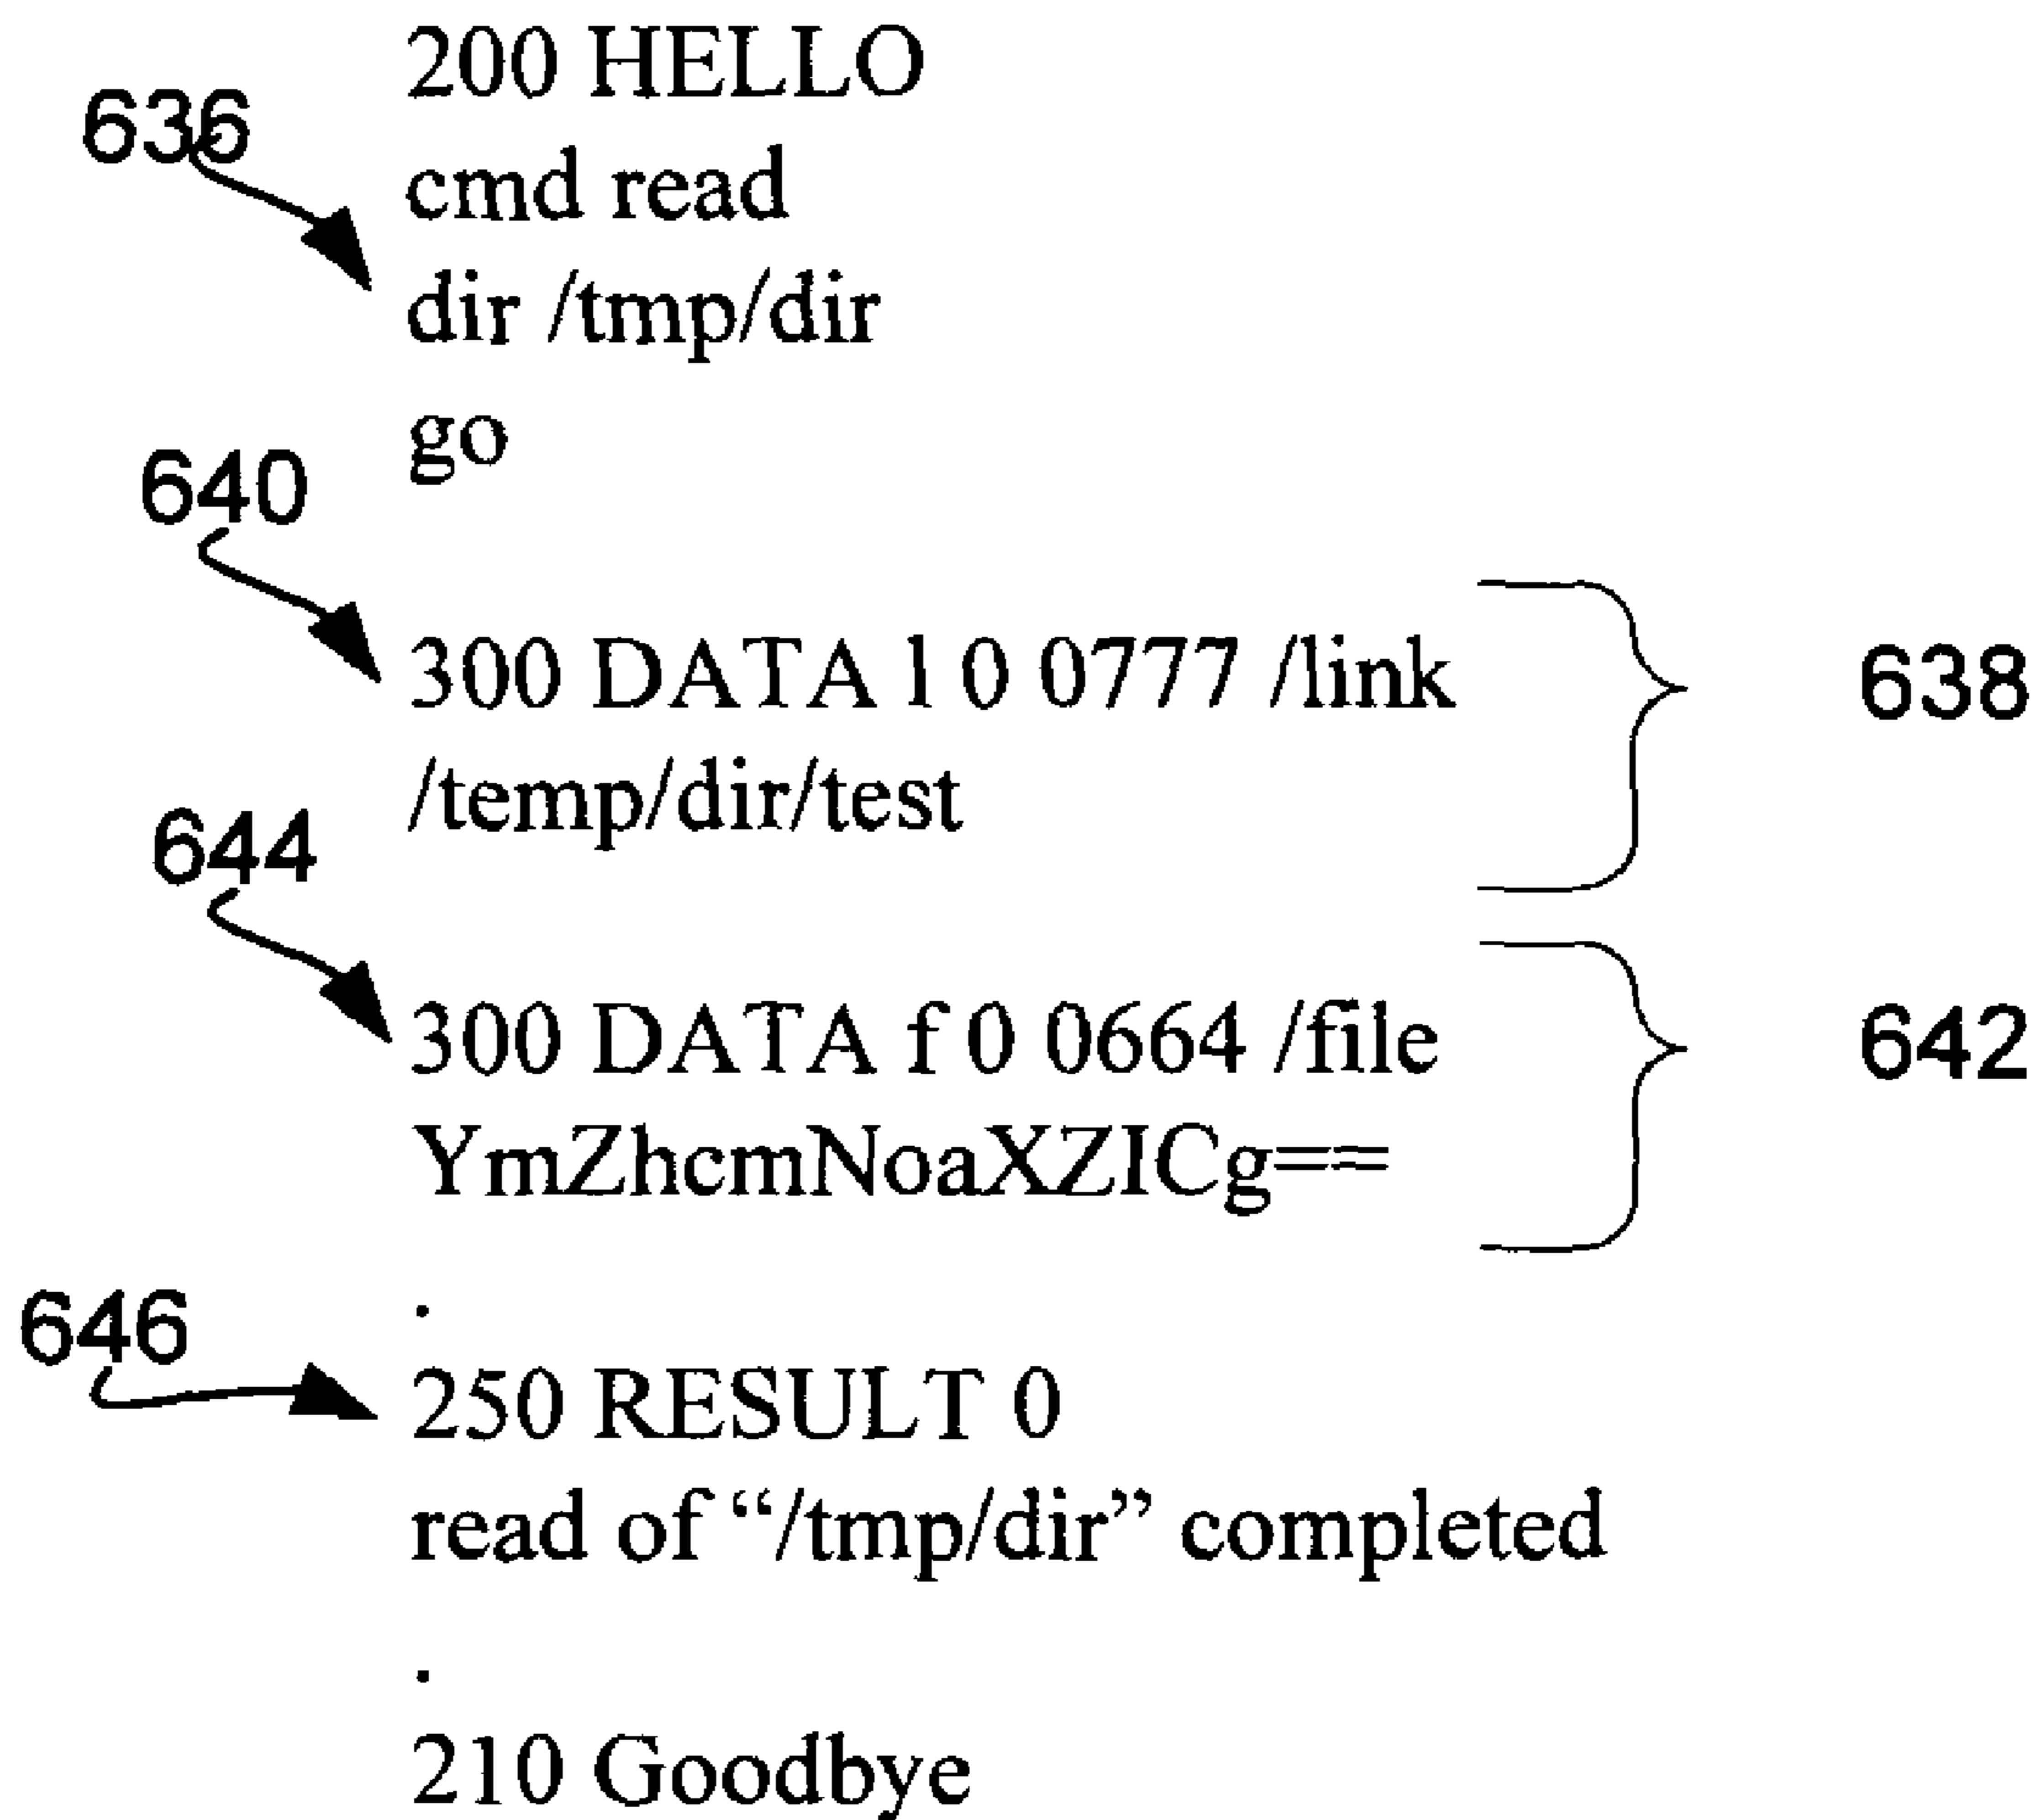 200 HELLO
636
cmd read
dir /tmp/dir
go
640
300 DATA l 0 0777 /link
638
/temp/dir/test
644
300 DATA f 0 0664 /file
642
YmZhcmNoaXZICg==
.
646
250 RESULT 0
read of “/tmp/dir” completed
.
210 Goodbye